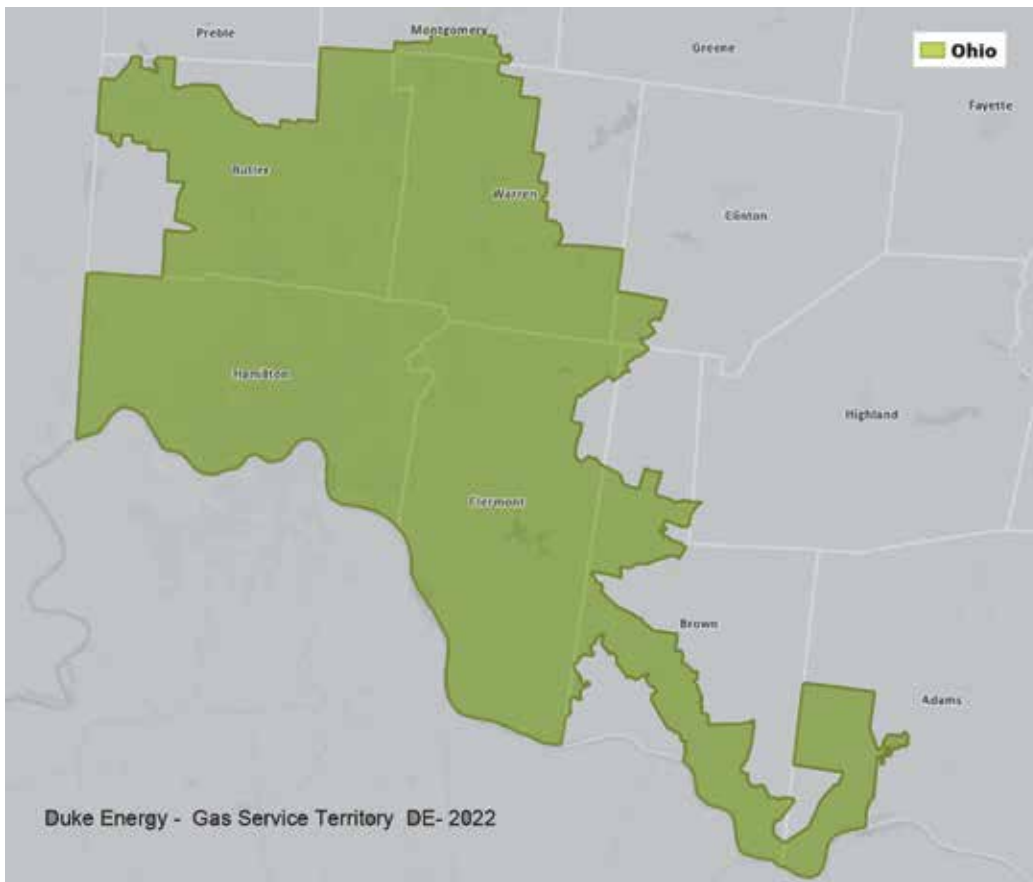 Preble
Montgomery
Greene
Ohio
Fayette
Butler
Warren
Clinton
Hamilton
Highland
Clermont
Brown
Adams
Duke Energy - Gas Service Territory DE- 2022